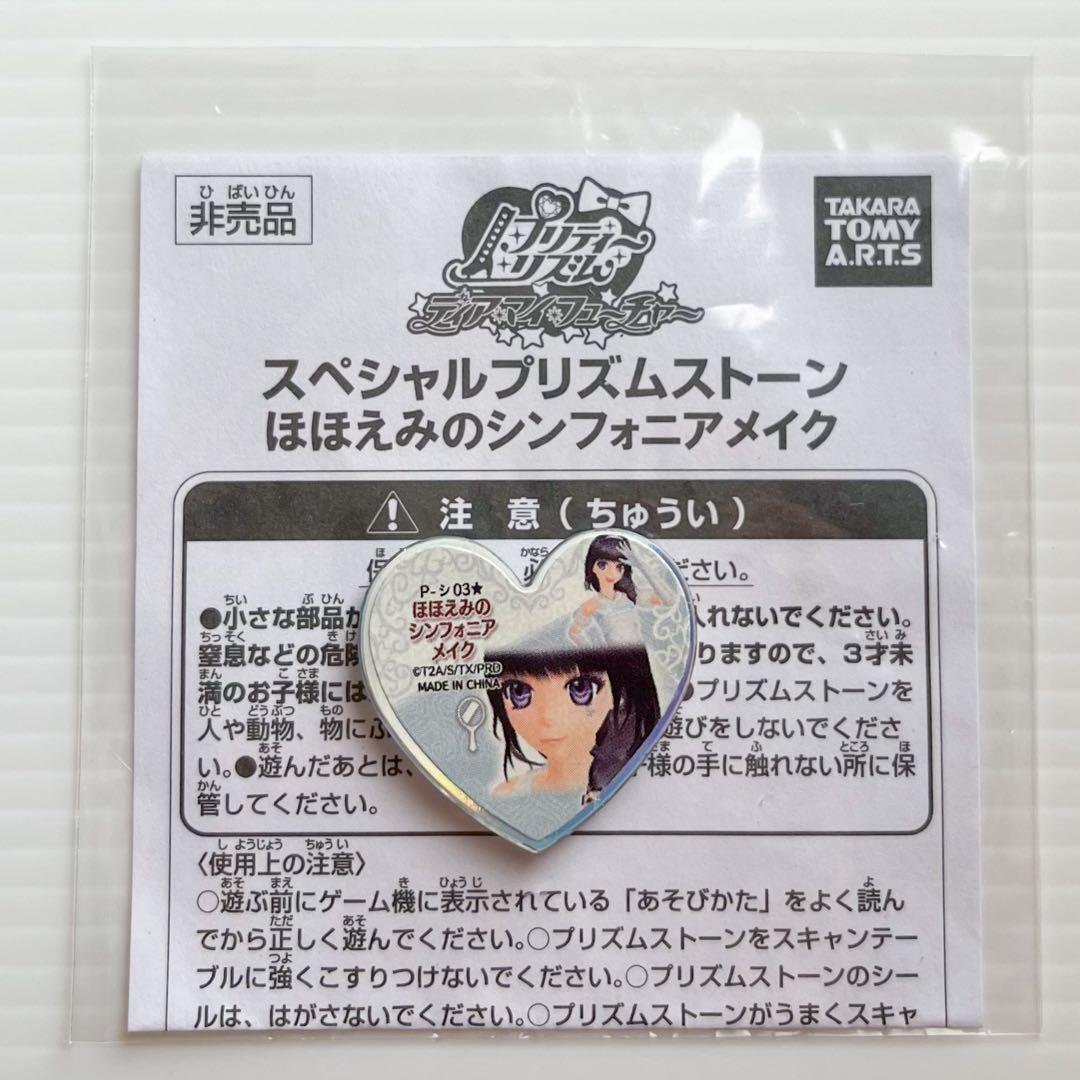 非売品
ひ ばい ひん
プリティーリズム
ディアマイフューチャー
TAKARA
TOMY
A.R.T.S
スペシャルプリズムストーン
ほほえみのシンフォニアメイク
注 意 ( ちゅうい )
ださい。
●小さな部品が
入れないでください。
窒息などの危険
りますので、3才未
満のお子様には
●プリズムストーンを
人や動物、物に
遊びをしないでくださ
い。●遊んだあとは、
様の手に触れない所に保
管してください。
P-シ03★
ほほえみの
シンフォニア
メイク
©T2A/S/TX/PRD
MADE IN CHINA
〈使用上の注意〉
○遊ぶ前にゲーム機に表示されている「あそびかた」をよく読ん
でから正しく遊んでください。○プリズムストーンをスキャンテー
ブルに強くこすりつけないでください。○プリズムストーンのシー
ルは、はがさないでください。○プリズムストーンがうまくスキャ